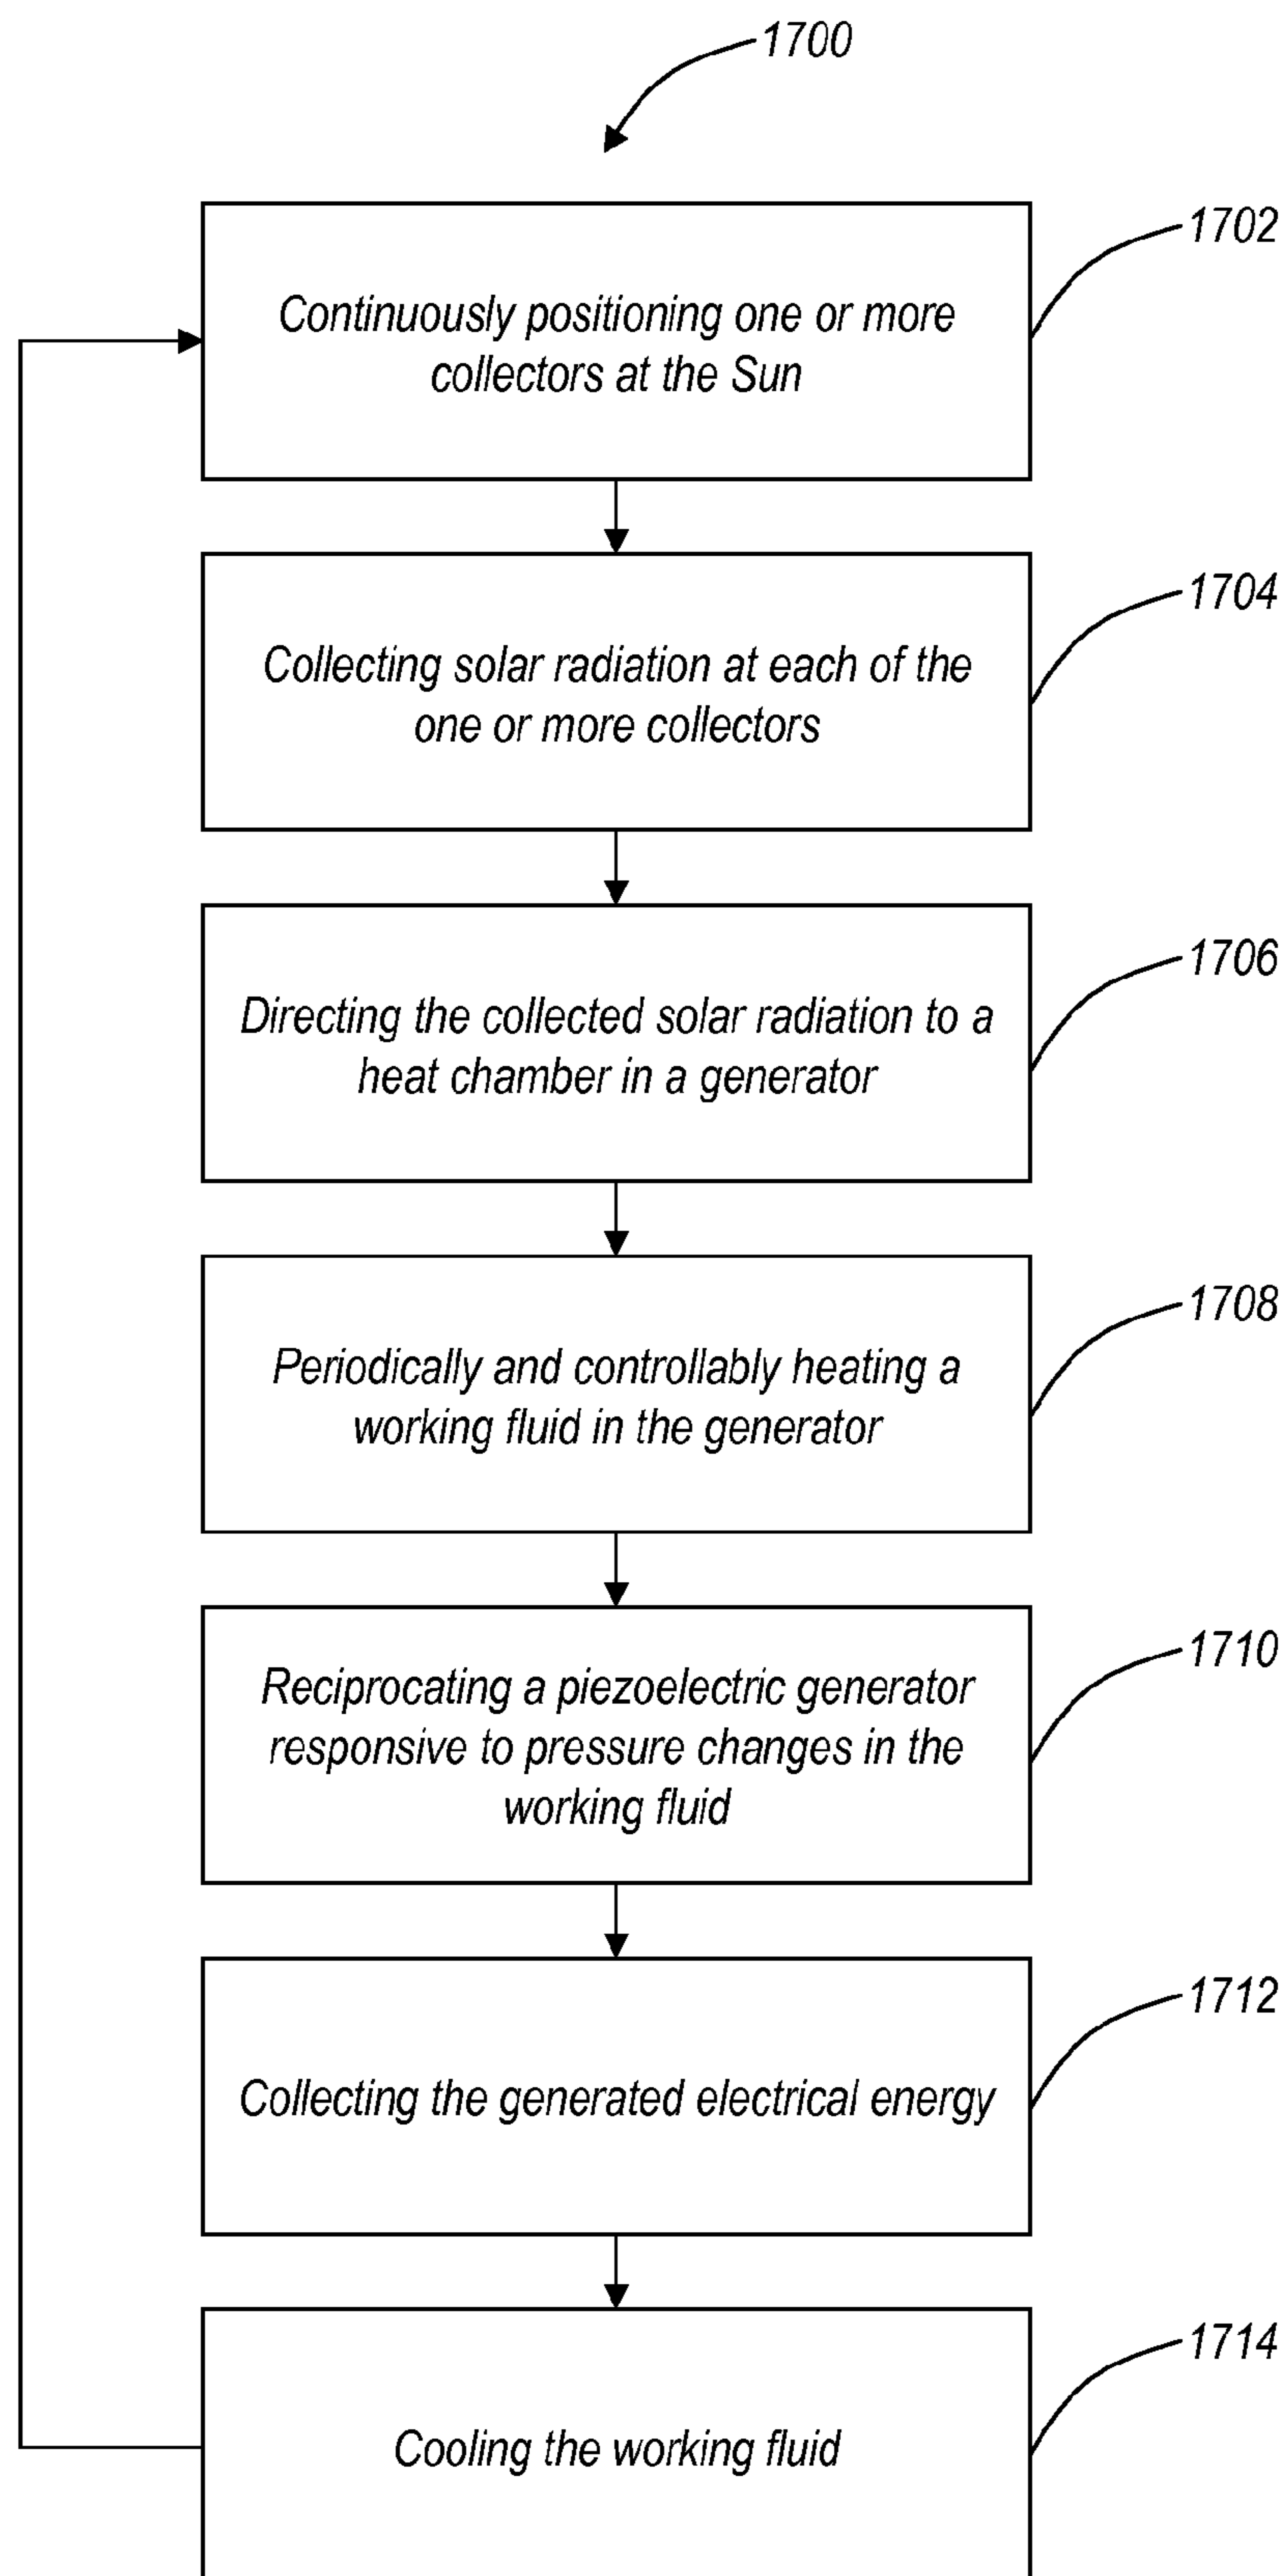 1700
1702
Continuously positioning one or more
collectors at the Sun
1704
Collecting solar radiation at each of the
one or more collectors
1706
Directing the collected solar radiation to a
heat chamber in a generator
1708
Periodically and controllably heating a
working fluid in the generator
1710
Reciprocating a piezoelectric generator
responsive to pressure changes in the
working fluid
1712
Collecting the generated electrical energy
1714
Cooling the working fluid